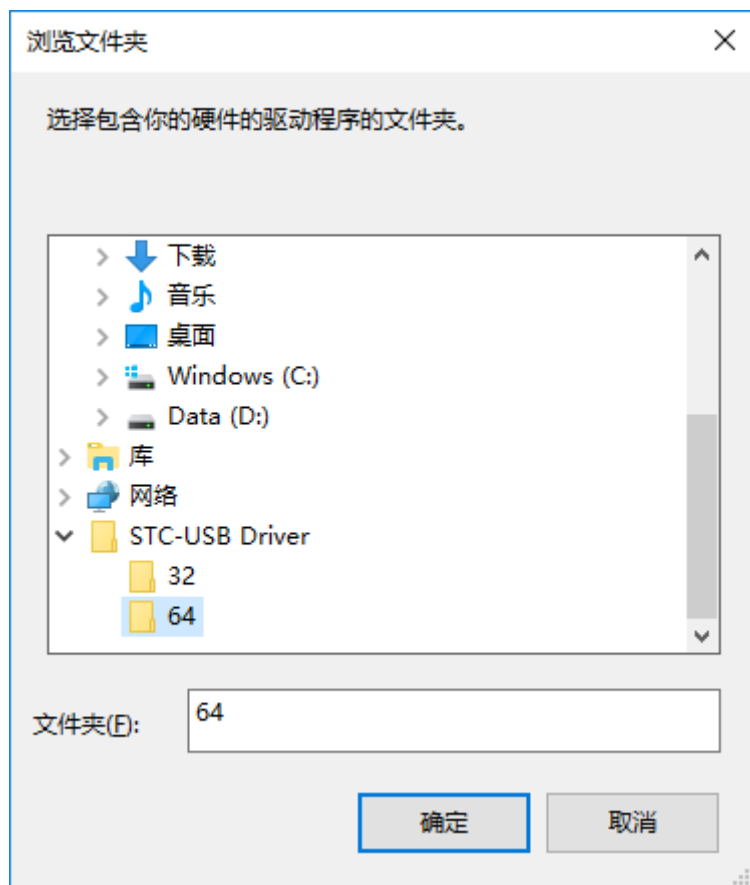 浏览文件夹
选择包含你的硬件的驱动程序的文件夹。
下载
音乐
桌面
Windows (C:)
Data (D:)
库
网络
STC-USB Driver
32
64
文件夹(F): 64
确定 取消